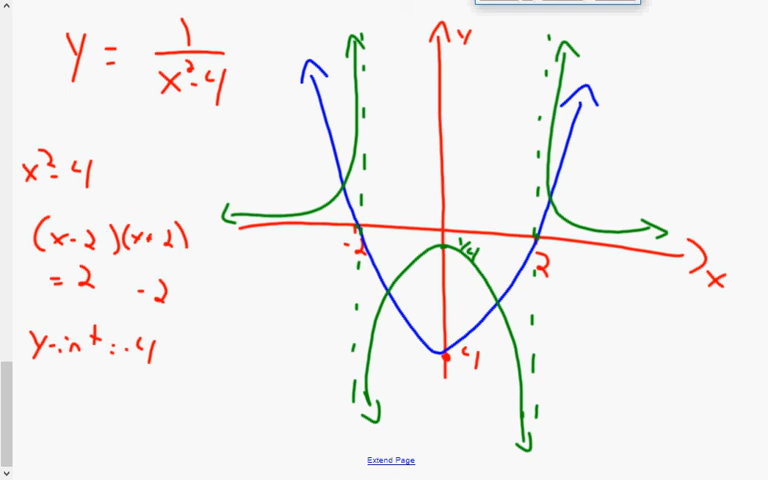 y = 1
x² - 4
x² - 4
(x - 2)(x + 2)
= 2 -2
y-int: -4
y
-2
1/4
2
x
-4
Extend Page